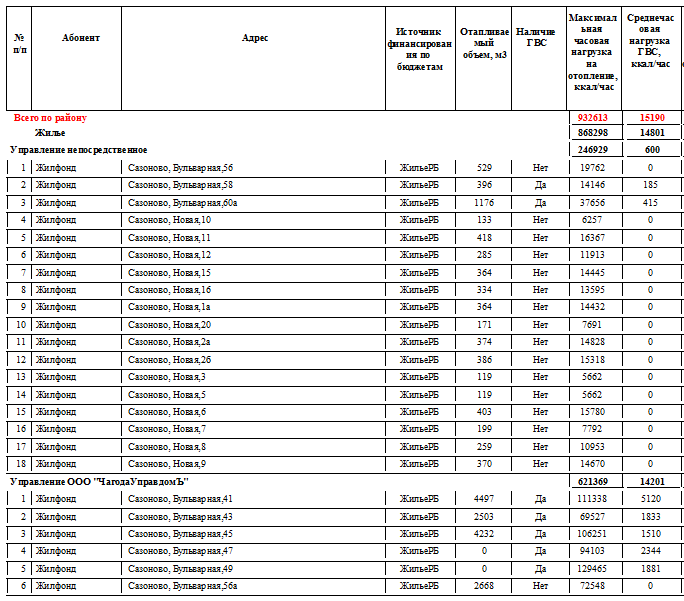 № п/п Абонент Адрес Источник финансирования по бюджетам Отапливаемый объем, м3 Наличие ГВС Максимальная часовая нагрузка на отопление, ккал/час Среднечасовая нагрузка ГВС, ккал/час
Всего по району 932613 15190
Жилье 868298 14801
Управление непосредственное 246929 600
1 Жилфонд Сазоново, Бульварная,56 ЖильеРБ 529 Нет 19762 0
2 Жилфонд Сазоново, Бульварная,58 ЖильеРБ 396 Да 14146 185
3 Жилфонд Сазоново, Бульварная,60а ЖильеРБ 1176 Да 37656 415
4 Жилфонд Сазоново, Новая,10 ЖильеРБ 133 Нет 6257 0
5 Жилфонд Сазоново, Новая,11 ЖильеРБ 418 Нет 16367 0
6 Жилфонд Сазоново, Новая,12 ЖильеРБ 285 Нет 11913 0
7 Жилфонд Сазоново, Новая,15 ЖильеРБ 364 Нет 14445 0
8 Жилфонд Сазоново, Новая,16 ЖильеРБ 334 Нет 13595 0
9 Жилфонд Сазоново, Новая,1а ЖильеРБ 364 Нет 14432 0
10 Жилфонд Сазоново, Новая,20 ЖильеРБ 171 Нет 7691 0
11 Жилфонд Сазоново, Новая,2а ЖильеРБ 374 Нет 14828 0
12 Жилфонд Сазоново, Новая,2б ЖильеРБ 386 Нет 15318 0
13 Жилфонд Сазоново, Новая,3 ЖильеРБ 119 Нет 5662 0
14 Жилфонд Сазоново, Новая,5 ЖильеРБ 119 Нет 5662 0
15 Жилфонд Сазоново, Новая,6 ЖильеРБ 403 Нет 15780 0
16 Жилфонд Сазоново, Новая,7 ЖильеРБ 199 Нет 7792 0
17 Жилфонд Сазоново, Новая,8 ЖильеРБ 259 Нет 10953 0
18 Жилфонд Сазоново, Новая,9 ЖильеРБ 370 Нет 14670 0
Управление ООО "ЧагодаУправдомЪ" 621369 14201
1 Жилфонд Сазоново, Бульварная,41 ЖильеРБ 4497 Да 111338 5120
2 Жилфонд Сазоново, Бульварная,43 ЖильеРБ 2503 Да 69527 1833
3 Жилфонд Сазоново, Бульварная,45 ЖильеРБ 4232 Да 106251 1510
4 Жилфонд Сазоново, Бульварная,47 ЖильеРБ 0 Да 94103 2344
5 Жилфонд Сазоново, Бульварная,49 ЖильеРБ 0 Да 129465 1881
6 Жилфонд Сазоново, Бульварная,56а ЖильеРБ 2668 Нет 72548 0